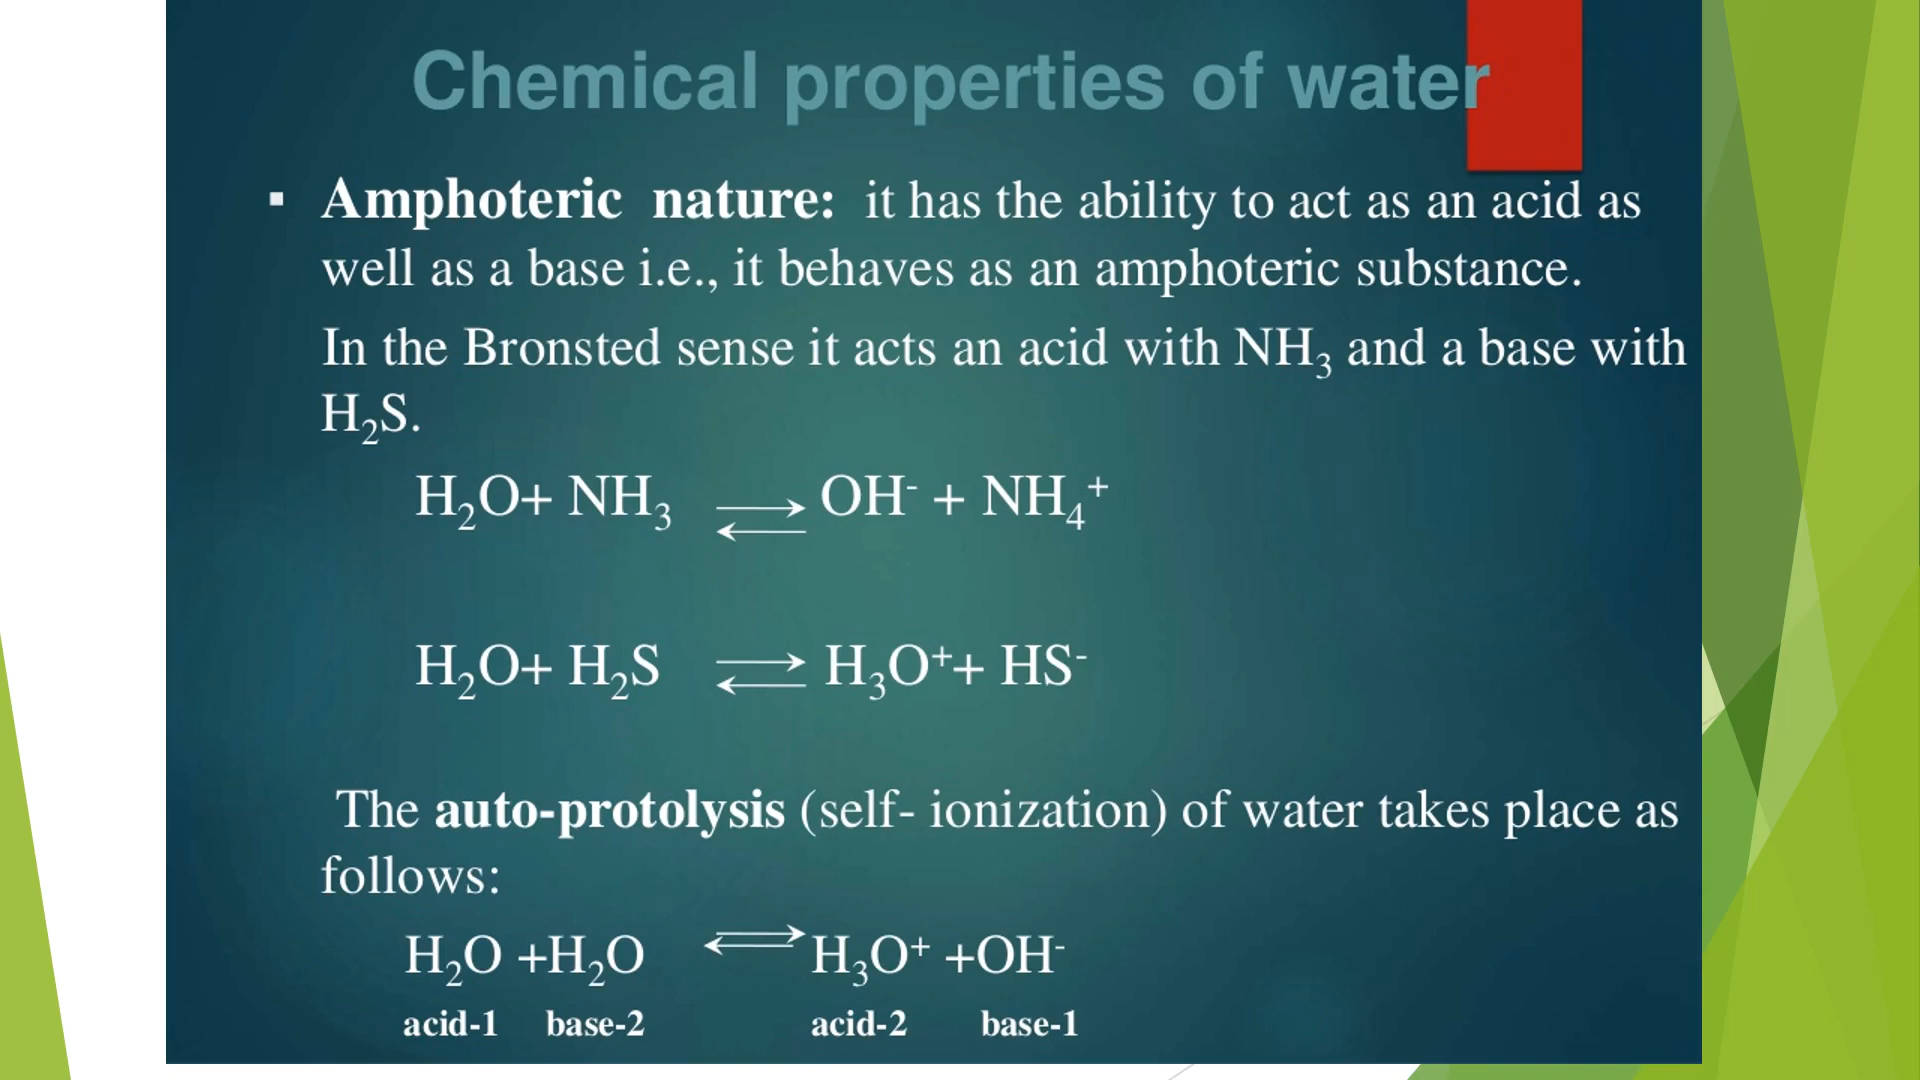 Chemical properties of water
▪ Amphoteric nature: it has the ability to act as an acid as
well as a base i.e., it behaves as an amphoteric substance.
In the Bronsted sense it acts an acid with NH₃ and a base with
H₂S.
H₂O+ NH₃ ⇌ OH⁻ + NH₄⁺
H₂O+ H₂S ⇌ H₃O⁺+ HS⁻
The auto-protolysis (self- ionization) of water takes place as
follows:
H₂O +H₂O ⇌ H₃O⁺ +OH⁻
acid-1 base-2 acid-2 base-1